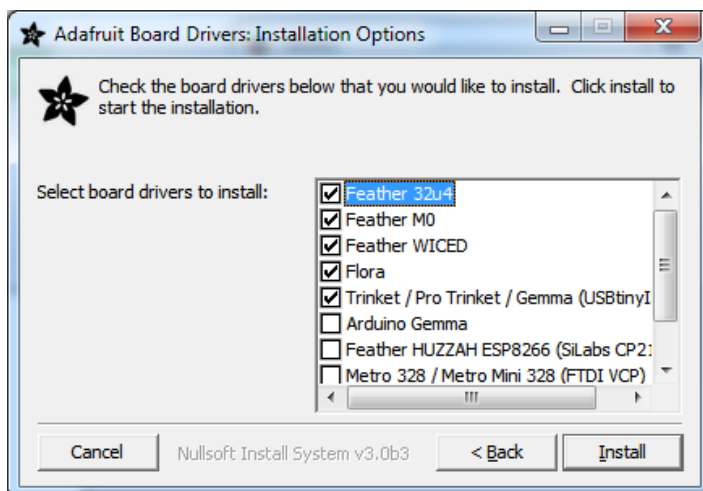 Adafruit Board Drivers: Installation Options
Check the board drivers below that you would like to install. Click install to
start the installation.
Select board drivers to install:
Feather 32u4
Feather M0
Feather WICED
Flora
Trinket / Pro Trinket / Gemma (USBtinyI
Arduino Gemma
Feather HUZZAH ESP8266 (SiLabs CP21
Metro 328 / Metro Mini 328 (FTDI VCP)
Cancel
Nullsoft Install System v3.0b3
< Back
Install